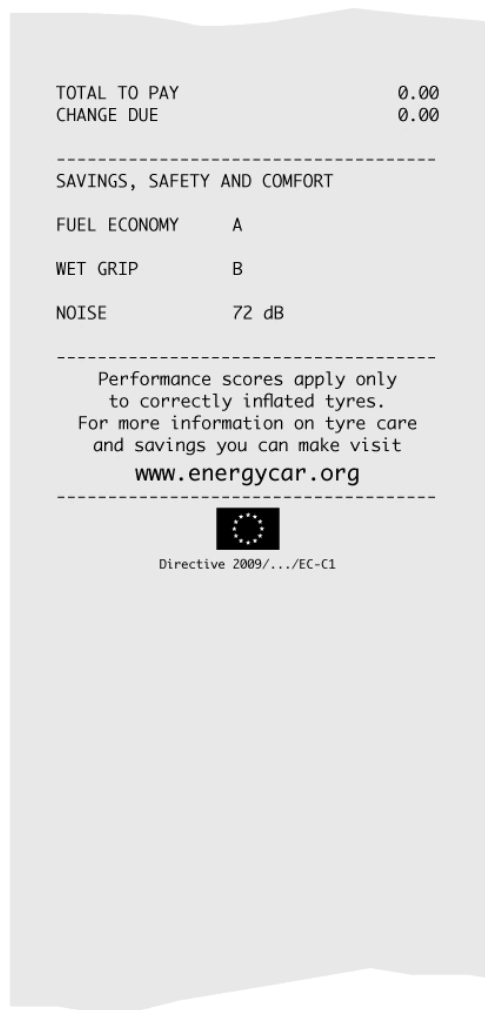 TOTAL TO PAY 0.00
CHANGE DUE 0.00
-------------------------------------
SAVINGS, SAFETY AND COMFORT
FUEL ECONOMY A
WET GRIP B
NOISE 72 dB
-------------------------------------
Performance scores apply only
to correctly inflated tyres.
For more information on tyre care
and savings you can make visit
www.energycar.org
-------------------------------------
Directive 2009/.../EC-C1